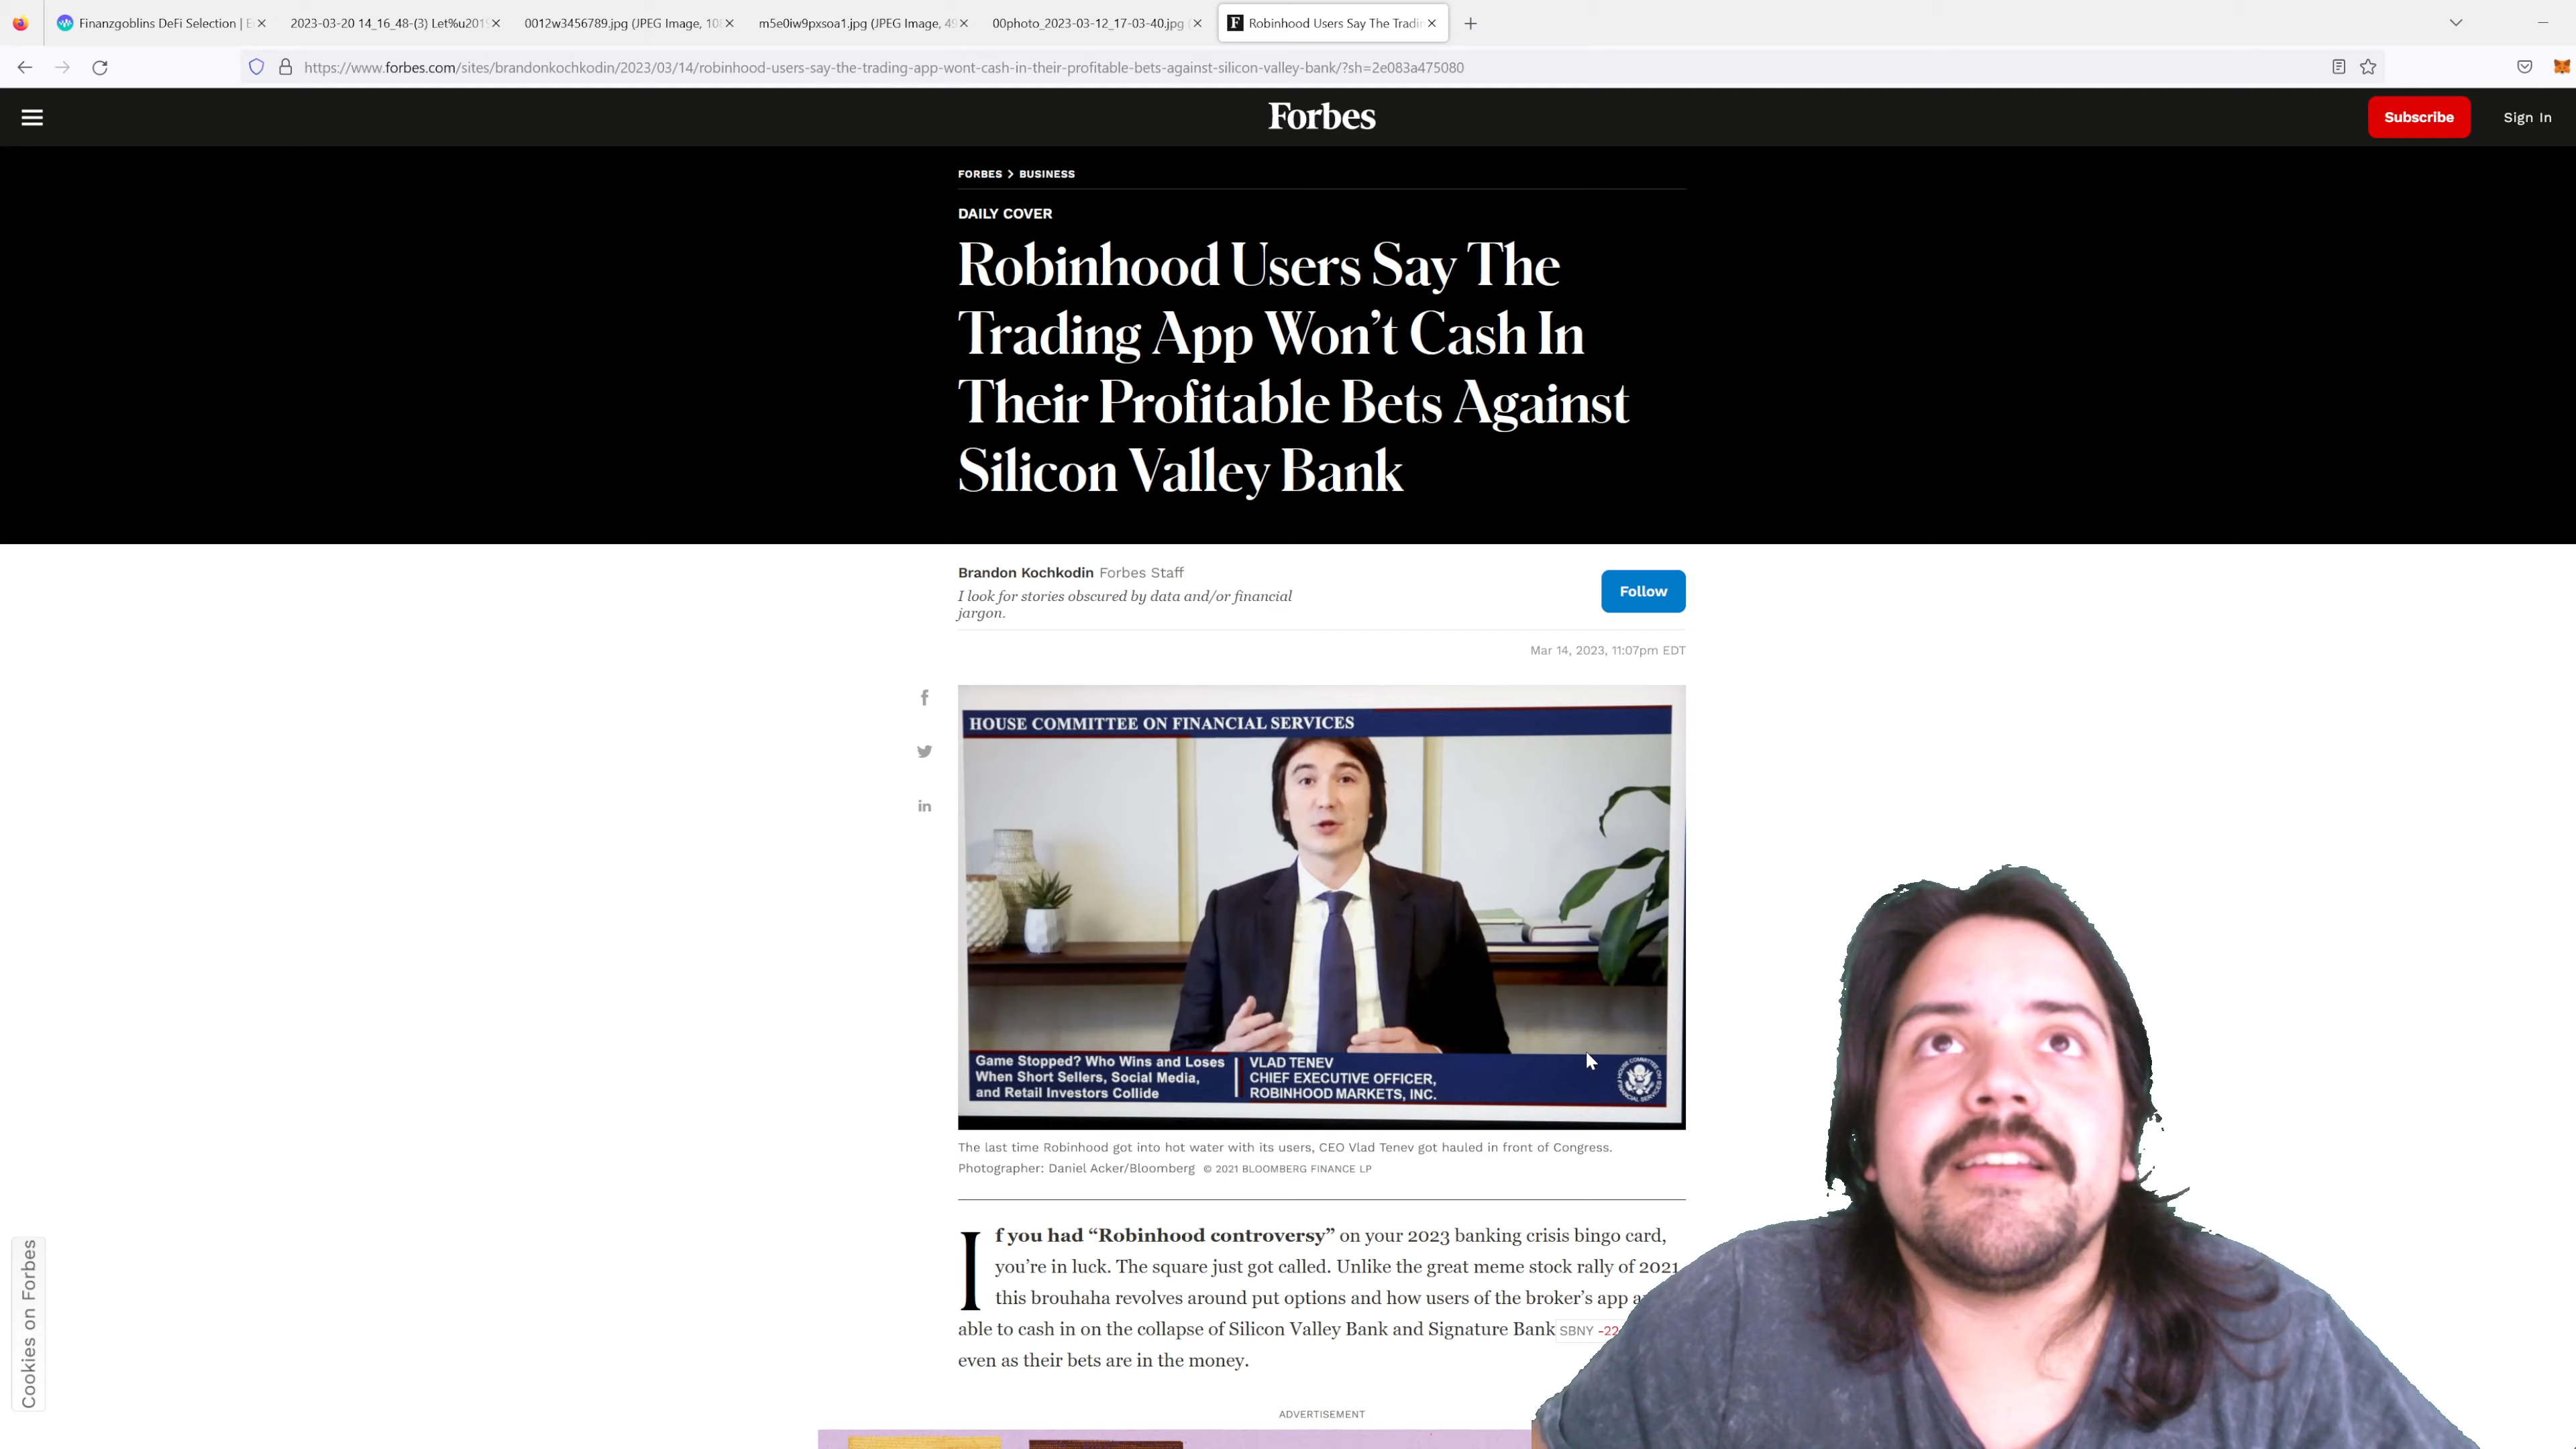 Finanzgoblins DeFi Selection |
2023-03-20 14_16_48-(3) Let%u201
0012w3456789.jpg (JPEG Image, 10
m5e0iw9pxsoa1.jpg (JPEG Image, 49
00photo_2023-03-12_17-03-40.jpg
Robinhood Users Say The Tradi
https://www.forbes.com/sites/brandonkochkodin/2023/03/14/robinhood-users-say-the-trading-app-wont-cash-in-their-profitable-bets-against-silicon-valley-bank/?sh=2e083a475080
Forbes
Subscribe
Sign In
FORBES > BUSINESS
DAILY COVER
Robinhood Users Say The
Trading App Won't Cash In
Their Profitable Bets Against
Silicon Valley Bank
Brandon Kochkodin Forbes Staff
I look for stories obscured by data and/or financial
jargon.
Follow
Mar 14, 2023, 11:07pm EDT
HOUSE COMMITTEE ON FINANCIAL SERVICES
Game Stopped? Who Wins and Loses
When Short Sellers, Social Media,
and Retail Investors Collide
VLAD TENEV
CHIEF EXECUTIVE OFFICER,
ROBINHOOD MARKETS, INC.
The last time Robinhood got into hot water with its users, CEO Vlad Tenev got hauled in front of Congress.
Photographer: Daniel Acker/Bloomberg © 2021 BLOOMBERG FINANCE LP
If you had “Robinhood controversy” on your 2023 banking crisis bingo card,
you're in luck. The square just got called. Unlike the great meme stock rally of 2021
this brouhaha revolves around put options and how users of the broker's app
able to cash in on the collapse of Silicon Valley Bank and Signature Bank SBNY -22
even as their bets are in the money.
ADVERTISEMENT
Cookies on Forbes